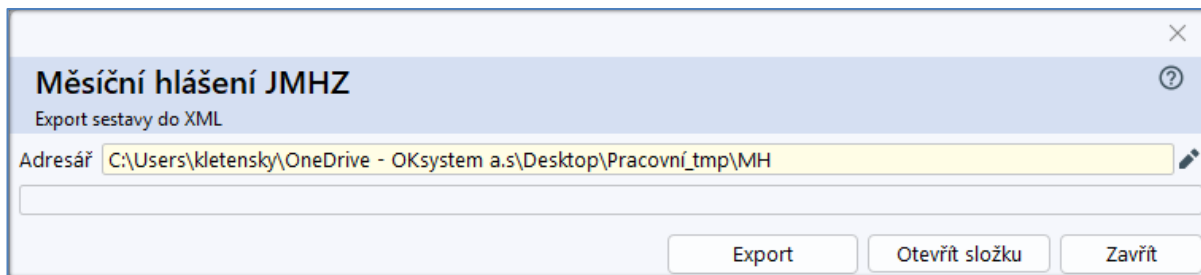 Měsíční hlášení JMHZ
Export sestavy do XML
Adresář C:\Users\kletensky\OneDrive - OKsystem a.s\Desktop\Pracovní_tmp\MH
Export Otevřít složku Zavřít